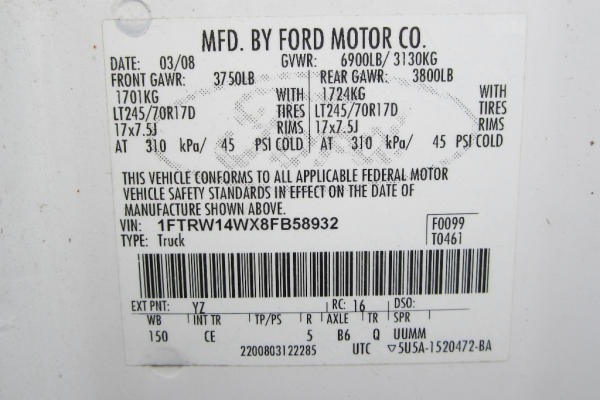 MFD. BY FORD MOTOR CO.
DATE: 03/08 GVWR: 6900LB/ 3130KG
FRONT GAWR: 3750LB REAR GAWR: 3800LB
1701KG WITH 1724KG WITH
LT245/70R17D TIRES LT245/70R17D TIRES
17x7.5J RIMS 17x7.5J RIMS
AT 310 kPa/ 45 PSI COLD AT 310 kPa/ 45 PSI COLD
THIS VEHICLE CONFORMS TO ALL APPLICABLE FEDERAL MOTOR
VEHICLE SAFETY STANDARDS IN EFFECT ON THE DATE OF
MANUFACTURE SHOWN ABOVE.
VIN: 1FTRW14WX8FB58932 F0099
TYPE: Truck T0461
EXT PNT: YZ RC: 16 DSO:
WB INT TR TP/PS R AXLE TR SPR
150 CE 5 B6 Q UUMM
2200803122285 UTC ▽5U5A-1520472-BA